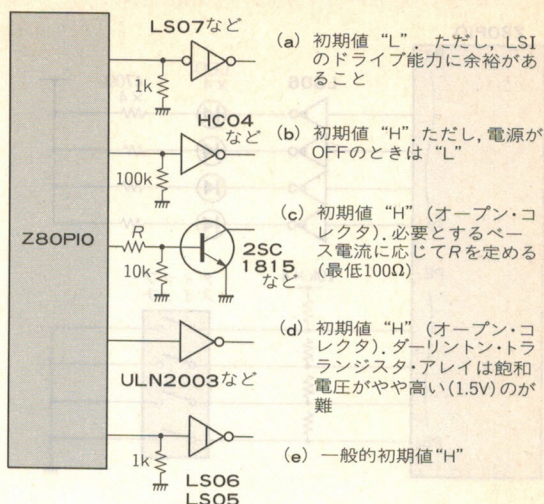 LS07など
(a) 初期値 "L". ただし, LSI
のドライブ能力に余裕があ
ること
1k
HC04
など
(b) 初期値 "H". ただし, 電源が
OFFのときは "L"
100k
Z80PIO
R
10k
2SC
1815
など
(c) 初期値 "H" (オープン・コ
レクタ). 必要とするベー
ス電流に応じてRを定める
(最低100Ω)
ULN2003など
(d) 初期値 "H" (オープン・コ
レクタ). ダーリントン・トラ
ランジスタ・アレイは飽和
電圧がやや高い(1.5V)のが
難
1k
LS06
LS05
(e) 一般的初期値"H"